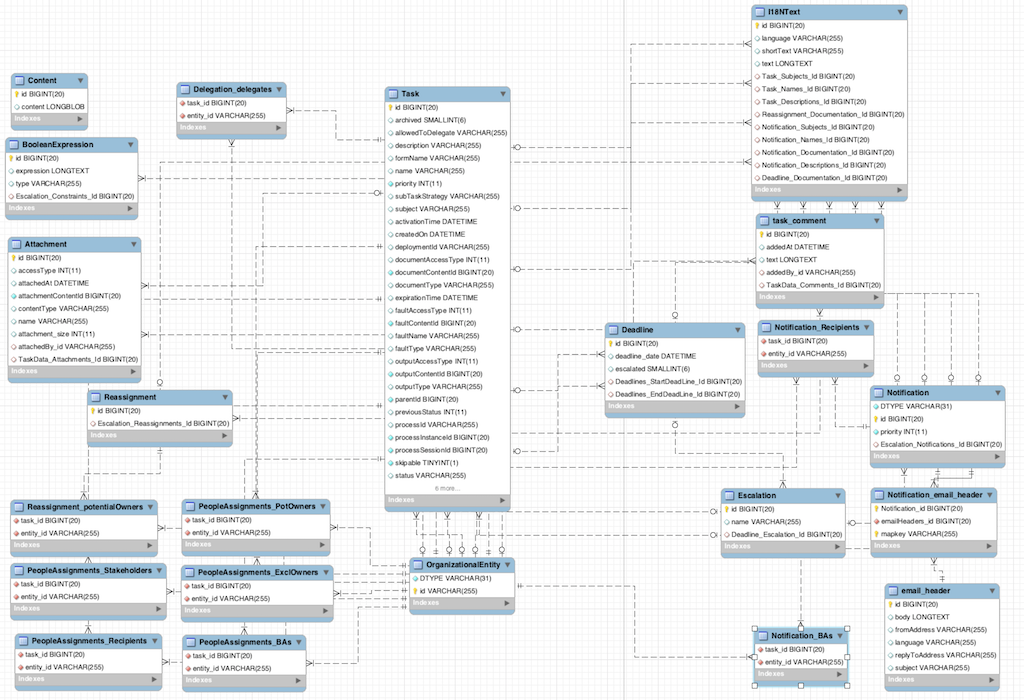 Content
id BIGINT(20)
content LONGBLOB
Indexes
BooleanExpression
id BIGINT(20)
expression LONGTEXT
type VARCHAR(255)
Escalation_Constraints_Id BIGINT(20)
Indexes
Attachment
id BIGINT(20)
accessType INT(11)
attachedAt DATETIME
attachmentContentId BIGINT(20)
contentType VARCHAR(255)
name VARCHAR(255)
attachment_size INT(11)
attachedBy_id VARCHAR(255)
TaskData_Attachments_Id BIGINT(20)
Indexes
Delegation_delegates
task_id BIGINT(20)
entity_id VARCHAR(255)
Indexes
Reassignment
id BIGINT(20)
Escalation_Reassignments_Id BIGINT(20)
Indexes
Reassignment_potentialOwners
task_id BIGINT(20)
entity_id VARCHAR(255)
Indexes
PeopleAssignments_Stakeholders
task_id BIGINT(20)
entity_id VARCHAR(255)
Indexes
PeopleAssignments_Recipients
task_id BIGINT(20)
entity_id VARCHAR(255)
Indexes
PeopleAssignments_PotOwners
task_id BIGINT(20)
entity_id VARCHAR(255)
Indexes
PeopleAssignments_ExclOwners
task_id BIGINT(20)
entity_id VARCHAR(255)
Indexes
PeopleAssignments_BAs
task_id BIGINT(20)
entity_id VARCHAR(255)
Indexes
Task
id BIGINT(20)
archived SMALLINT(6)
allowedToDelegate VARCHAR(255)
description VARCHAR(255)
formName VARCHAR(255)
name VARCHAR(255)
priority INT(11)
subTaskStrategy VARCHAR(255)
subject VARCHAR(255)
activationTime DATETIME
createdOn DATETIME
deploymentId VARCHAR(255)
documentAccessType INT(11)
documentContentId BIGINT(20)
documentType VARCHAR(255)
expirationTime DATETIME
faultAccessType INT(11)
faultContentId BIGINT(20)
faultName VARCHAR(255)
faultType VARCHAR(255)
outputAccessType INT(11)
outputContentId BIGINT(20)
outputType VARCHAR(255)
parentId BIGINT(20)
previousStatus INT(11)
processId VARCHAR(255)
processInstanceId BIGINT(20)
processSessionId BIGINT(20)
skipable TINYINT(1)
status VARCHAR(255)
6 more...
Indexes
OrganizationalEntity
DTYPE VARCHAR(31)
id VARCHAR(255)
Indexes
I18NText
id BIGINT(20)
language VARCHAR(255)
shortText VARCHAR(255)
text LONGTEXT
Task_Subjects_Id BIGINT(20)
Task_Names_Id BIGINT(20)
Task_Descriptions_Id BIGINT(20)
Reassignment_Documentation_Id BIGINT(20)
Notification_Subjects_Id BIGINT(20)
Notification_Names_Id BIGINT(20)
Notification_Documentation_Id BIGINT(20)
Notification_Descriptions_Id BIGINT(20)
Deadline_Documentation_Id BIGINT(20)
Indexes
task_comment
id BIGINT(20)
addedAt DATETIME
text LONGTEXT
addedBy_id VARCHAR(255)
TaskData_Comments_Id BIGINT(20)
Indexes
Deadline
id BIGINT(20)
deadline_date DATETIME
escalated SMALLINT(6)
Deadlines_StartDeadLine_Id BIGINT(20)
Deadlines_EndDeadLine_Id BIGINT(20)
Indexes
Notification_Recipients
task_id BIGINT(20)
entity_id VARCHAR(255)
Indexes
Notification
DTYPE VARCHAR(31)
id BIGINT(20)
priority INT(11)
Escalation_Notifications_Id BIGINT(20)
Indexes
Escalation
id BIGINT(20)
name VARCHAR(255)
Deadline_Escalation_Id BIGINT(20)
Indexes
Notification_email_header
Notification_id BIGINT(20)
emailHeaders_id BIGINT(20)
mapkey VARCHAR(255)
Indexes
email_header
id BIGINT(20)
body LONGTEXT
fromAddress VARCHAR(255)
language VARCHAR(255)
replyToAddress VARCHAR(255)
subject VARCHAR(255)
Indexes
Notification_BAs
task_id BIGINT(20)
entity_id VARCHAR(255)
Indexes